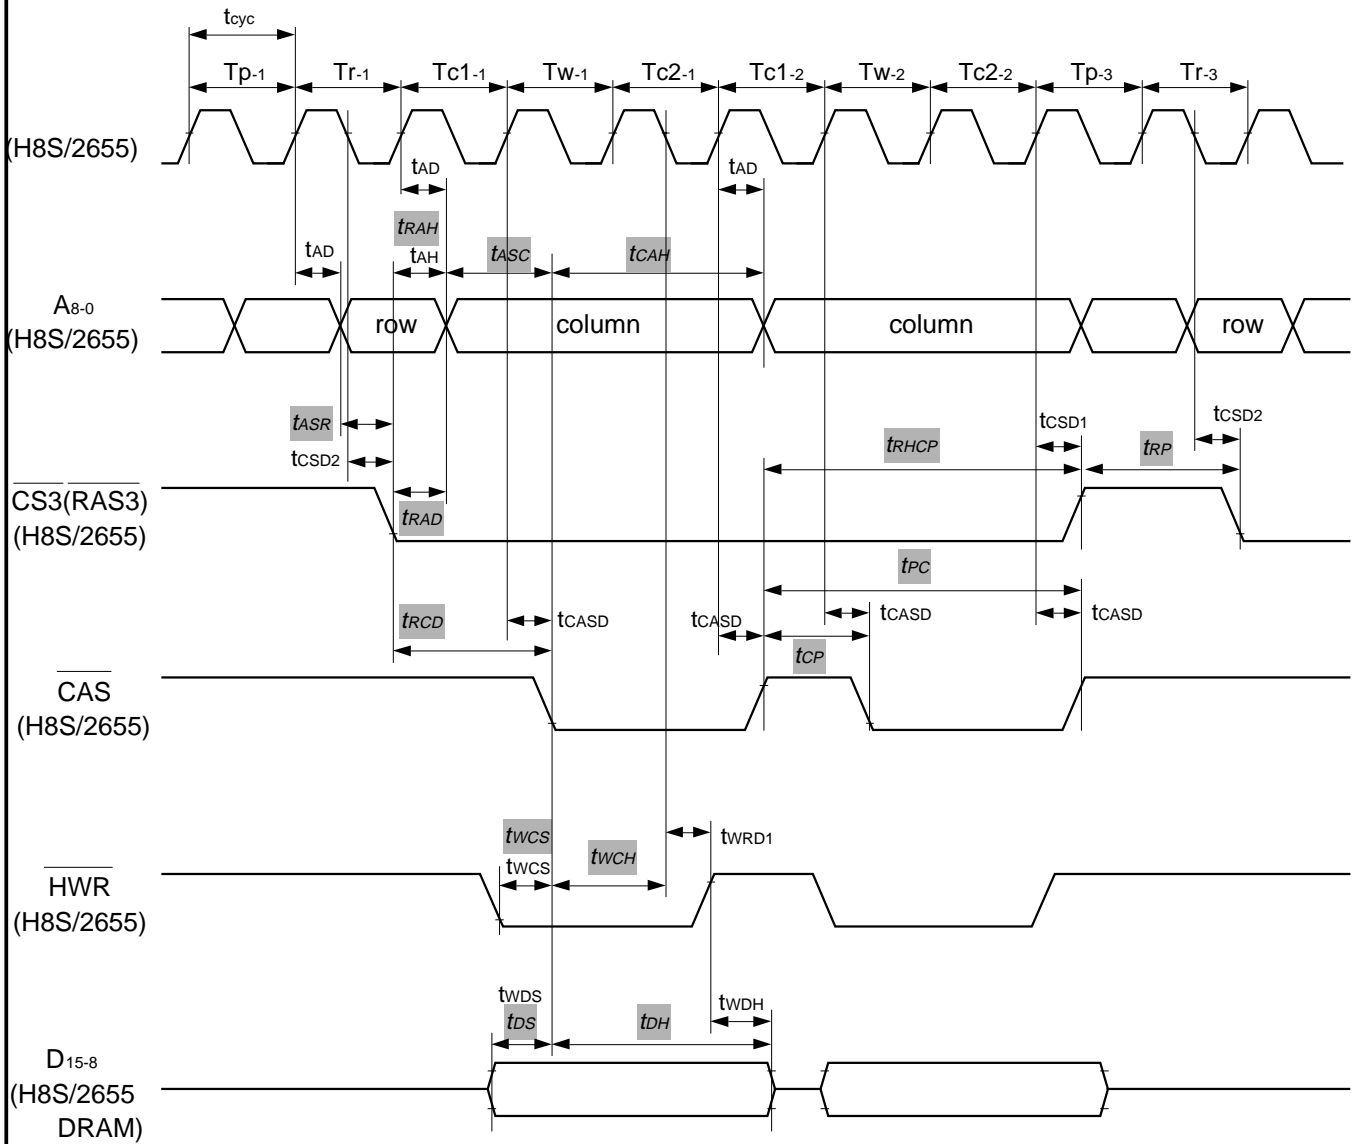 tcyc
Tp-1 Tr-1 Tc1-1 Tw-1 Tc2-1 Tc1-2 Tw-2 Tc2-2 Tp-3 Tr-3
(H8S/2655)
tAD tAD
tRAH
tAD tAH tASC tCAH
A8-0
(H8S/2655)
row column column row
tASR
tCSD2
tCSD1 tCSD2
tRHCP tRP
CS3(RAS3)
(H8S/2655)
tRAD
tPC
tRCD tCASD tCASD tCASD tCASD
tCP
CAS
(H8S/2655)
tWCS tWRD1
tWCS tWCH
HWR
(H8S/2655)
tWDS tWDH
tDS tDH
D15-8
(H8S/2655
DRAM)